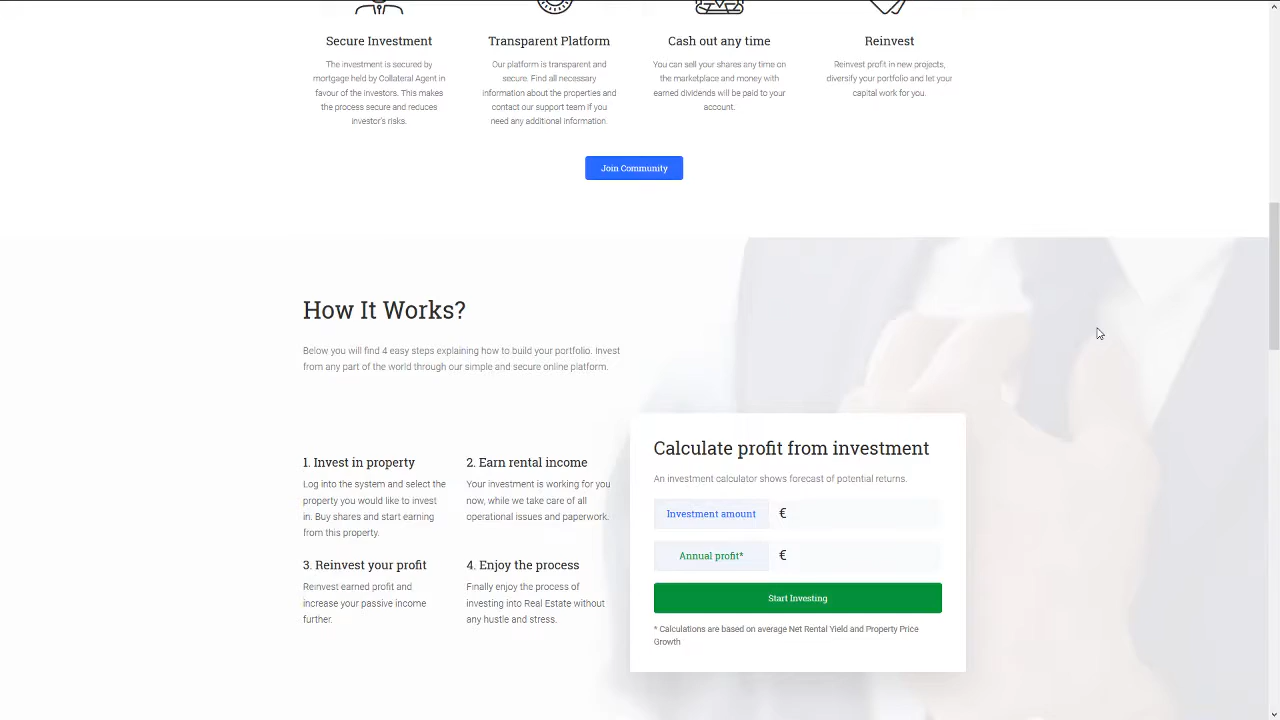 Secure Investment
The investment is secured by
mortgage held by Collateral Agent in
favour of the investors. This makes
the process secure and reduces
investor's risks.
Transparent Platform
Our platform is transparent and
secure. Find all necessary
information about the properties and
contact our support team if you
need any additional information.
Cash out any time
You can sell your shares any time on
the marketplace and money with
earned dividends will be paid to your
account.
Reinvest
Reinvest profit in new projects,
diversify your portfolio and let your
capital work for you.
Join Community
How It Works?
Below you will find 4 easy steps explaining how to build your portfolio. Invest
from any part of the world through our simple and secure online platform.
1. Invest in property
Log into the system and select the
property you would like to invest
in. Buy shares and start earning
from this property.
2. Earn rental income
Your investment is working for you
now, while we take care of all
operational issues and paperwork.
3. Reinvest your profit
Reinvest earned profit and
increase your passive income
further.
4. Enjoy the process
Finally enjoy the process of
investing into Real Estate without
any hustle and stress.
Calculate profit from investment
An investment calculator shows forecast of potential returns.
Investment amount €
Annual profit* €
Start Investing
* Calculations are based on average Net Rental Yield and Property Price
Growth